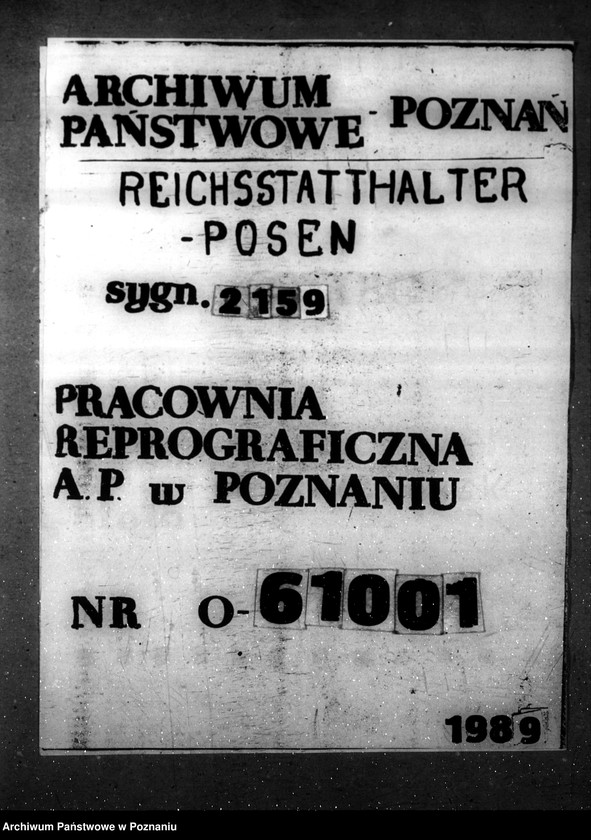 ARCHIWUM
PAŃSTWOWE - POZNAŃ
REICHSSTATTHALTER
-POSEN
sygn. 2159
PRACOWNIA
REPROGRAFICZNA
A.P. w POZNANIU
NR O-61001
1989
Archiwum Państwowe w Poznaniu